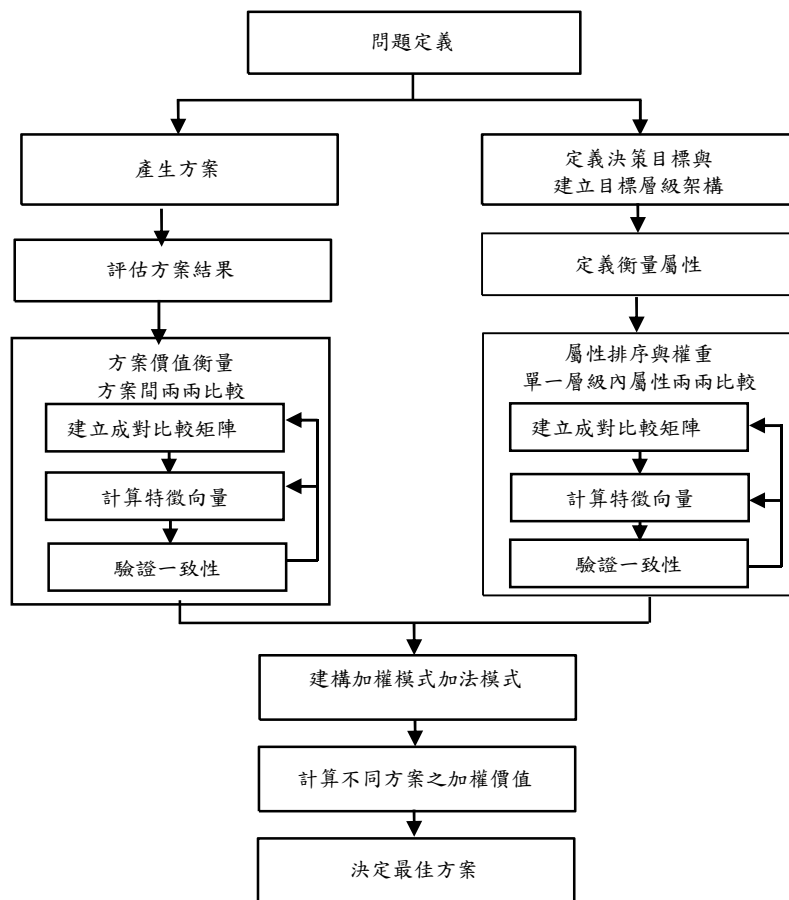 問題定義
產生方案
定義決策目標與
建立目標層級架構
評估方案結果
定義衡量屬性
方案價值衡量
方案間兩兩比較
建立成對比較矩陣
計算特徵向量
驗證一致性
屬性排序與權重
單一層級內屬性兩兩比較
建立成對比較矩陣
計算特徵向量
驗證一致性
建構加權模式加法模式
計算不同方案之加權價值
決定最佳方案